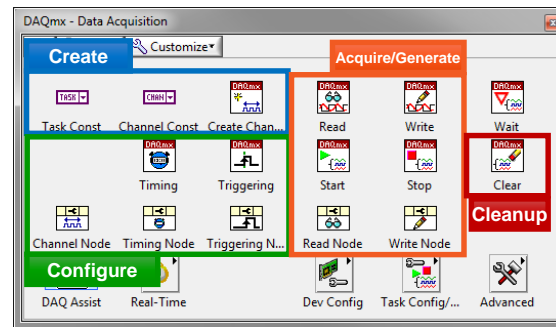 DAQmx - Data Acquisition
Customize
Create
Acquire/Generate
TASK
CHAN
DAQmx
DAQmx
DAQmx
DAQmx
Task Const
Channel Const
Create Chan...
Read
Write
Wait
DAQmx
DAQmx
DAQmx
DAQmx
DAQmx
Timing
Triggering
Start
Stop
Clear
Cleanup
Channel Node
Timing Node
Triggering N...
Read Node
Write Node
Configure
DAQ Assist
Real-Time
Dev Config
Task Config/...
Advanced